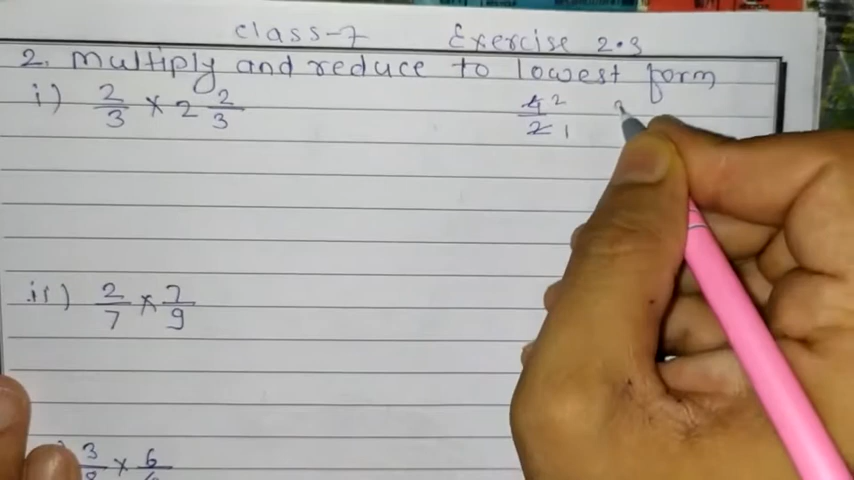 class-7 Exercise 2.3
2. Multiply and reduce to lowest form
i) 2/3 × 2 2/3
4 2
2 1
ii) 2/7 × 7/9
3 × 6